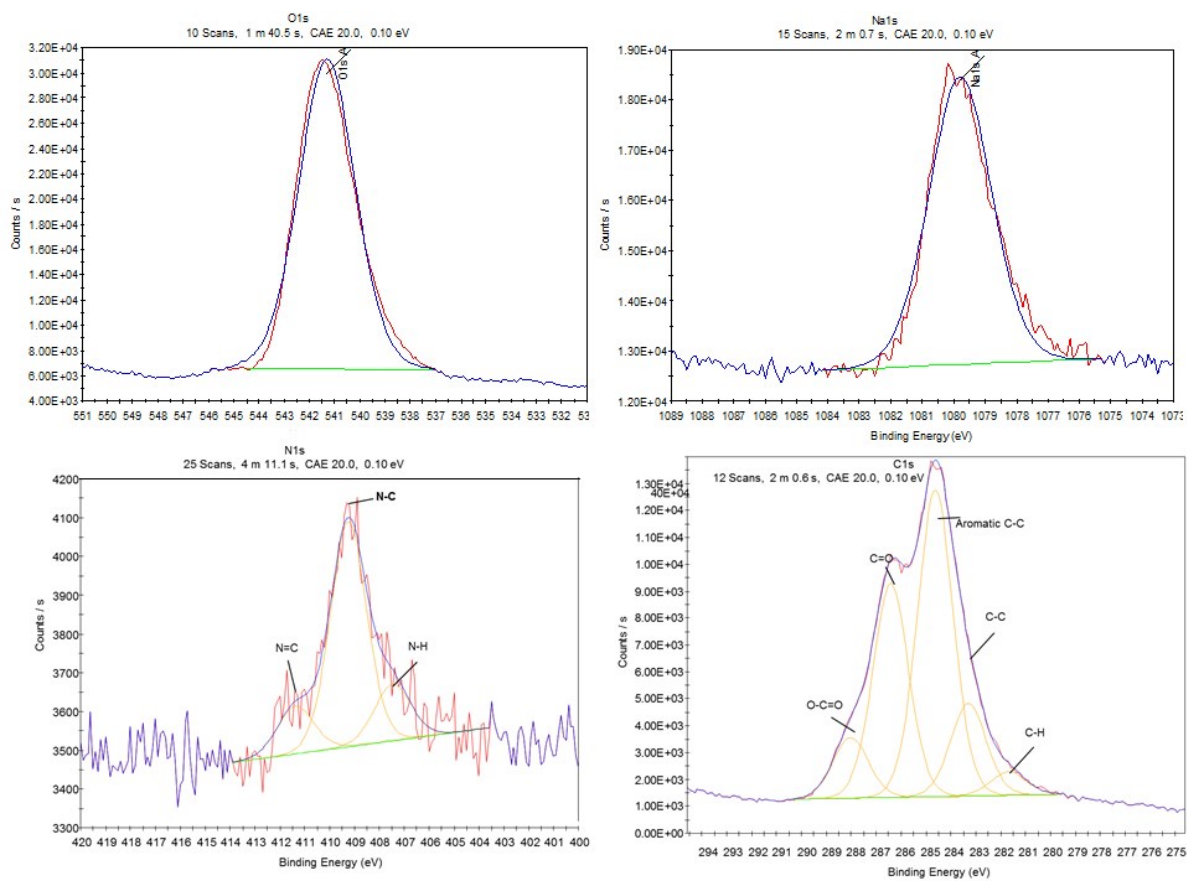 O1s
10 Scans, 1 m 40.5 s, CAE 20.0, 0.10 eV
3.20E+04
3.00E+04
2.80E+04
2.60E+04
2.40E+04
2.20E+04
2.00E+04
1.80E+04
1.60E+04
1.40E+04
1.20E+04
1.00E+04
8.00E+03
6.00E+03
4.00E+03
Counts / s
O1s A
551 550 549 548 547 546 545 544 543 542 541 540 539 538 537 536 535 534 533 532 53
Na1s
15 Scans, 2 m 0.7 s, CAE 20.0, 0.10 eV
1.90E+04
1.80E+04
1.70E+04
1.60E+04
1.50E+04
1.40E+04
1.30E+04
1.20E+04
Counts / s
Na1s A
1089 1088 1087 1086 1085 1084 1083 1082 1081 1080 1079 1078 1077 1076 1075 1074 1073
Binding Energy (eV)
N1s
25 Scans, 4 m 11.1 s, CAE 20.0, 0.10 eV
4200
4100
4000
3900
3800
3700
3600
3500
3400
3300
Counts / s
N-C
N=C
N-H
420 419 418 417 416 415 414 413 412 411 410 409 408 407 406 405 404 403 402 401 400
Binding Energy (eV)
C1s
12 Scans, 2 m 0.6 s, CAE 20.0, 0.10 eV
1.30E+04
40E+04
1.20E+04
1.10E+04
1.00E+04
9.00E+03
8.00E+03
7.00E+03
6.00E+03
5.00E+03
4.00E+03
3.00E+03
2.00E+03
1.00E+03
0.00E+00
Counts / s
Aromatic C-C
C=O
C-C
O-C=O
C-H
294 293 292 291 290 289 288 287 286 285 284 283 282 281 280 279 278 277 276 275
Binding Energy (eV)